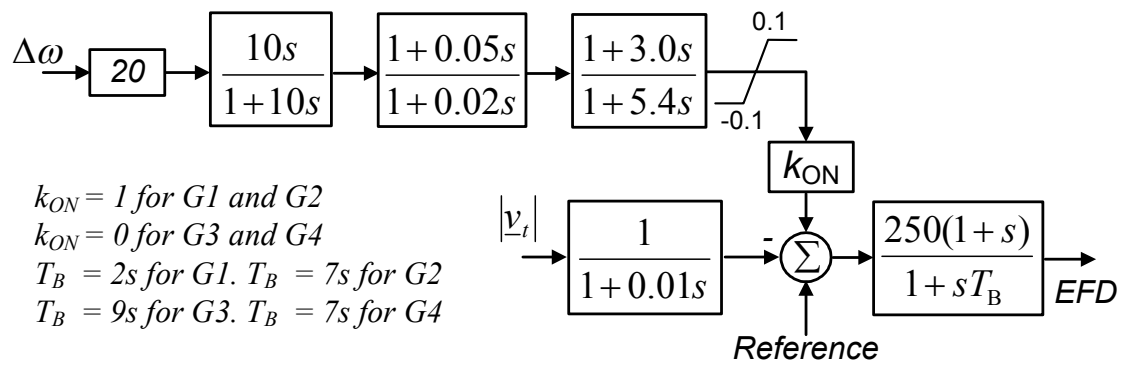 Δω
20
10s
1+10s
1+0.05s
1+0.02s
1+3.0s
1+5.4s
0.1
-0.1
k_ON
k_ON = 1 for G1 and G2
k_ON = 0 for G3 and G4
T_B = 2s for G1. T_B = 7s for G2
T_B = 9s for G3. T_B = 7s for G4
|v_t|
1
1+0.01s
-
Σ
250(1+s)
1+sT_B
EFD
Reference